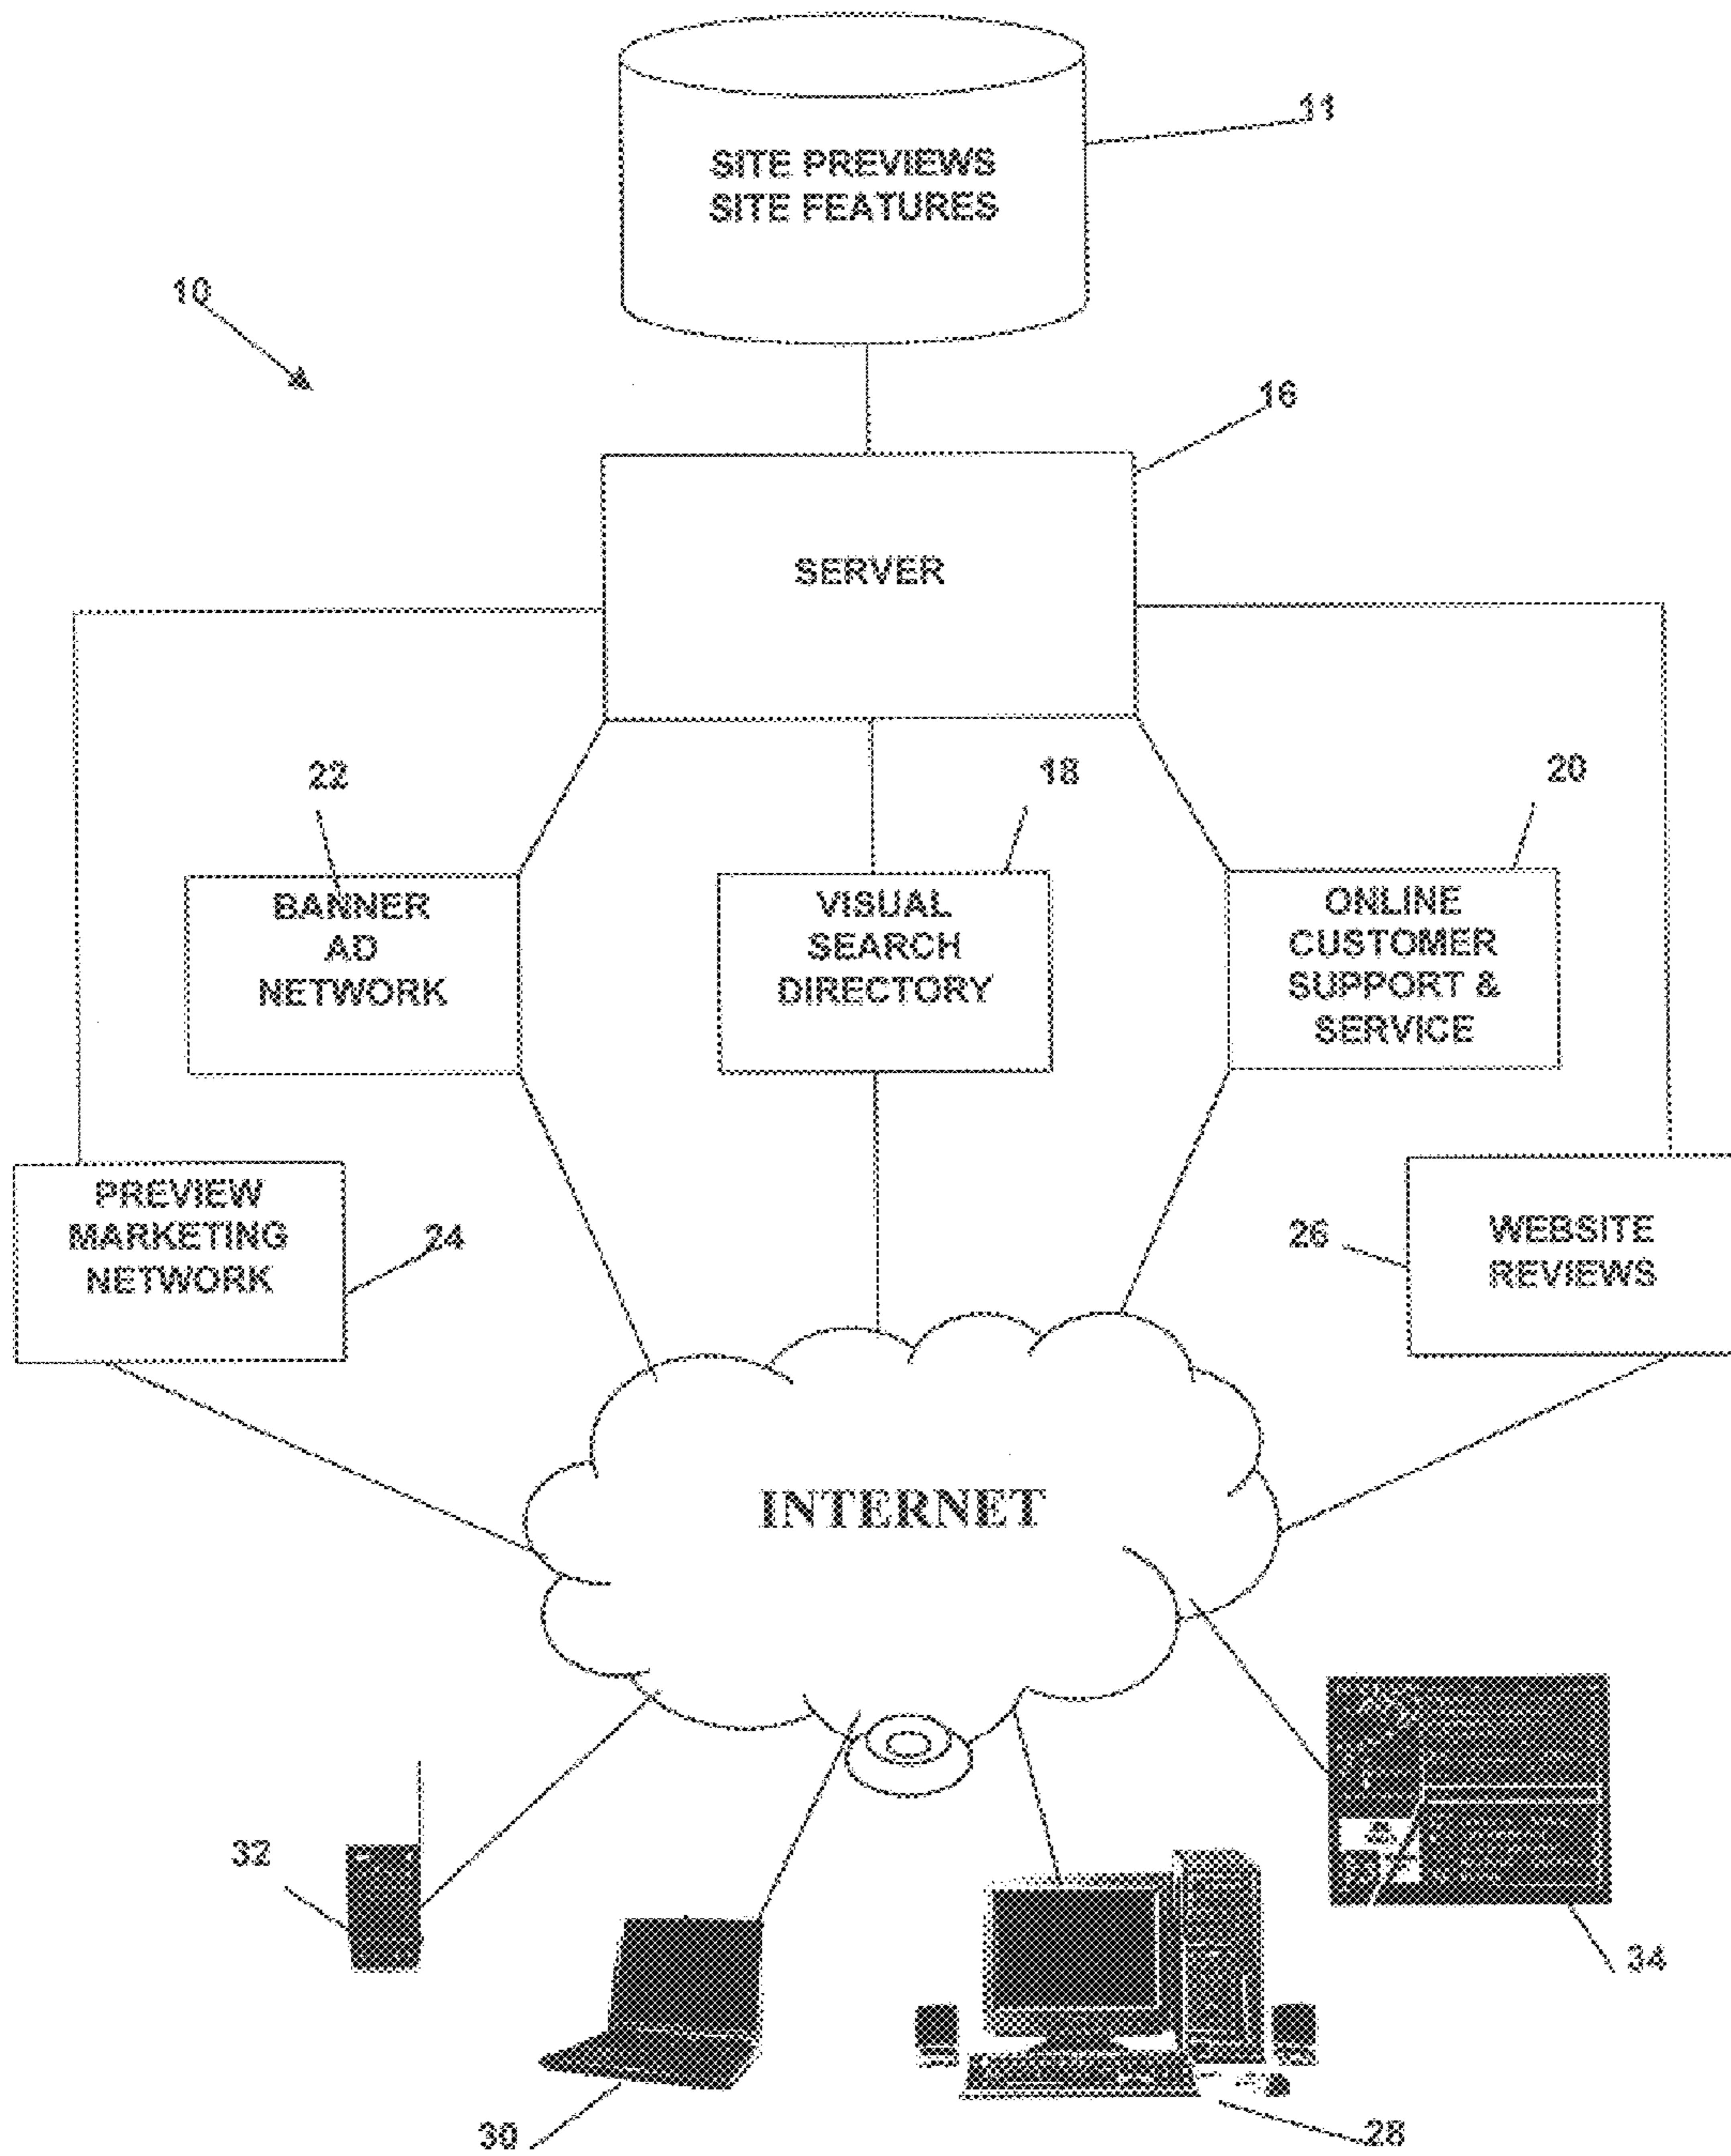 11
SITE PREVIEWS
SITE FEATURES
10
16
SERVER
22
18
20
BANNER
AD
NETWORK
VISUAL
SEARCH
DIRECTORY
ONLINE
CUSTOMER
SUPPORT &
SERVICE
PREVIEW
MARKETING
NETWORK
24
26
WEBSITE
REVIEWS
INTERNET
32
34
30
28